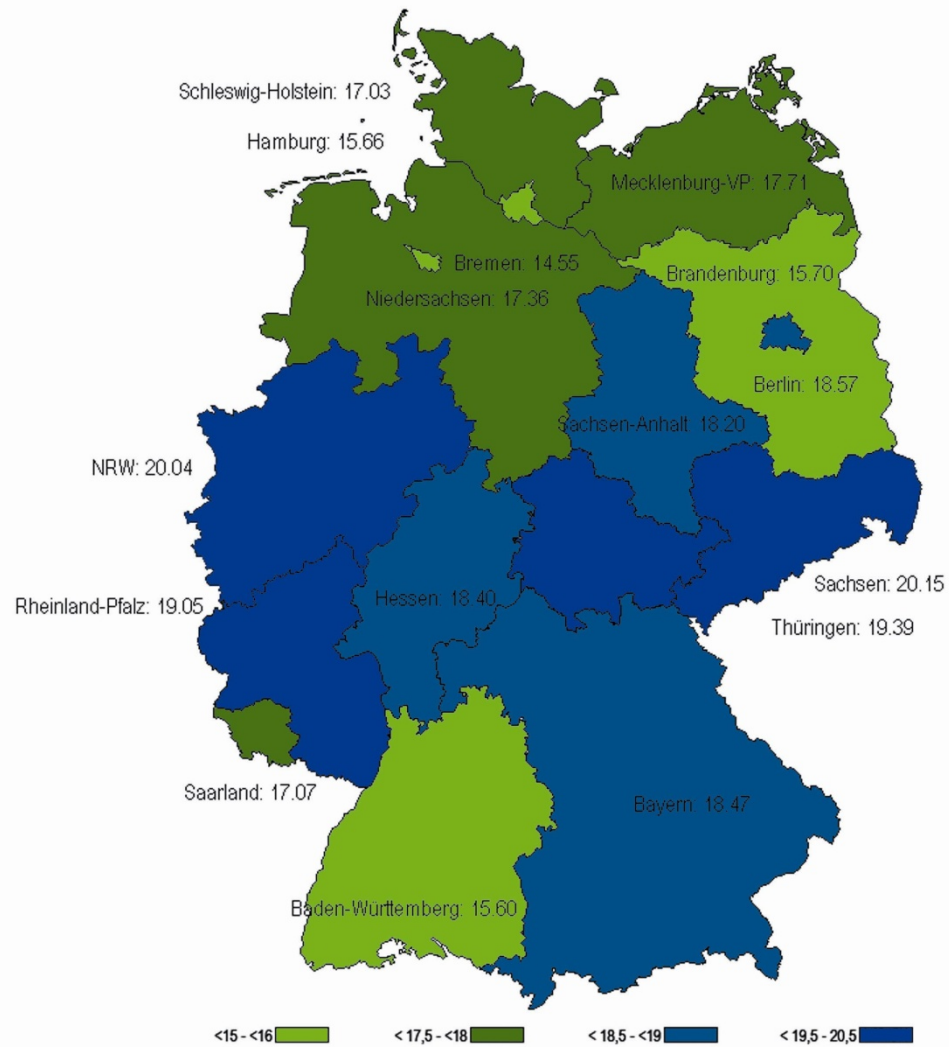 Schleswig-Holstein: 17.03
Hamburg: 15.66
Mecklenburg-VP: 17.71
Bremen: 14.55
Brandenburg: 15.70
Niedersachsen: 17.36
Berlin: 18.57
Sachsen-Anhalt: 18.20
NRW: 20.04
Sachsen: 20.15
Rheinland-Pfalz: 19.05
Hessen: 18.40
Thüringen: 19.39
Saarland: 17.07
Bayern: 18.47
Baden-Württemberg: 15.60
<15 - <16
< 17,5 - <18
< 18,5 - <19
< 19,5 - 20,5